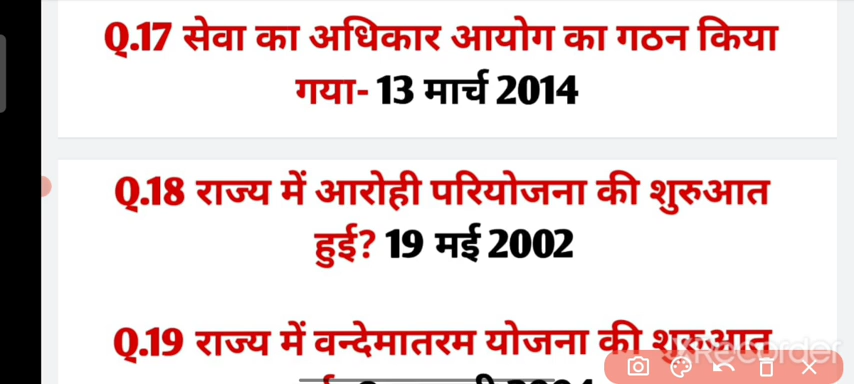 Q.17 सेवा का अधिकार आयोग का गठन किया
गया- 13 मार्च 2014
Q.18 राज्य में आरोही परियोजना की शुरुआत
हुई? 19 मई 2002
Q.19 राज्य में वन्देमातरम योजना की शुरुआत
Recorder